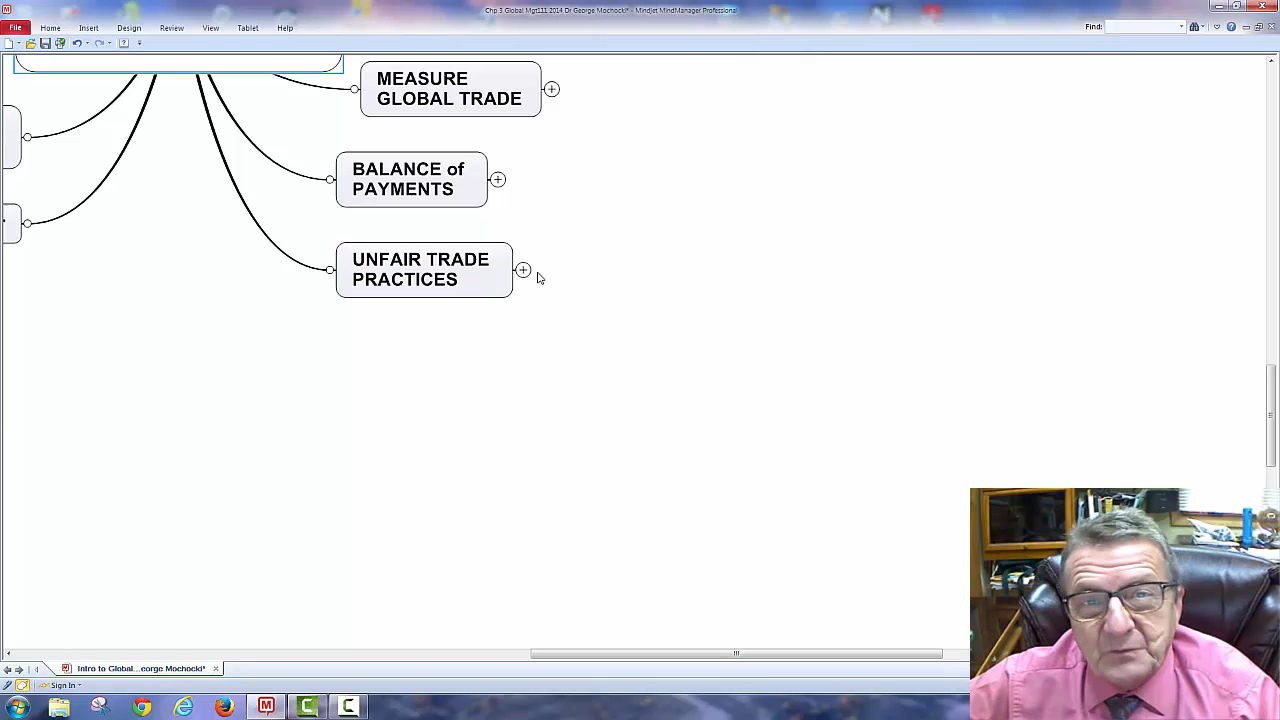 Chp 3 Global Mgt111 2014 Dr George Mochocki* - Mindjet MindManager Professional
File Home Insert Design Review View Tablet Help
Find:
MEASURE
GLOBAL TRADE
BALANCE of
PAYMENTS
UNFAIR TRADE
PRACTICES
Intro to Global...eorge Mochocki*
Sign In